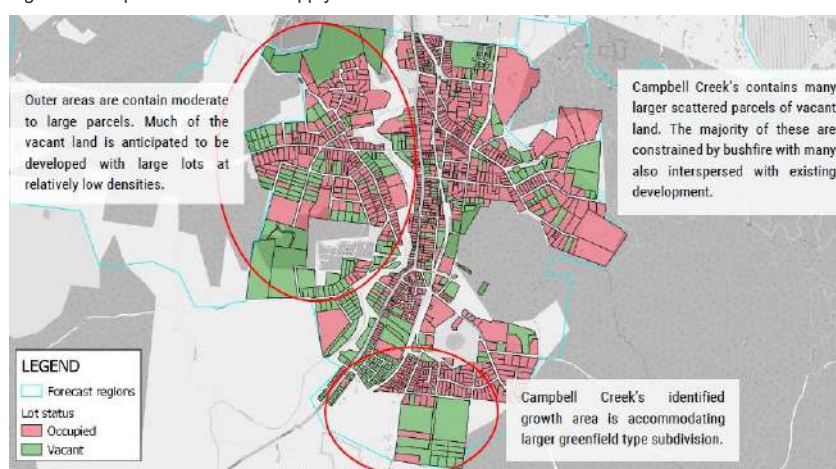 Outer areas are contain moderate
to large parcels. Much of the
vacant land is anticipated to be
developed with large lots at
relatively low densities.
Campbell Creek's contains many
larger scattered parcels of vacant
land. The majority of these are
constrained by bushfire with many
also interspersed with existing
development.
LEGEND
Forecast regions
Lot status
Occupied
Vacant
Campbell Creek's identified
growth area is accommodating
larger greenfield type subdivision.